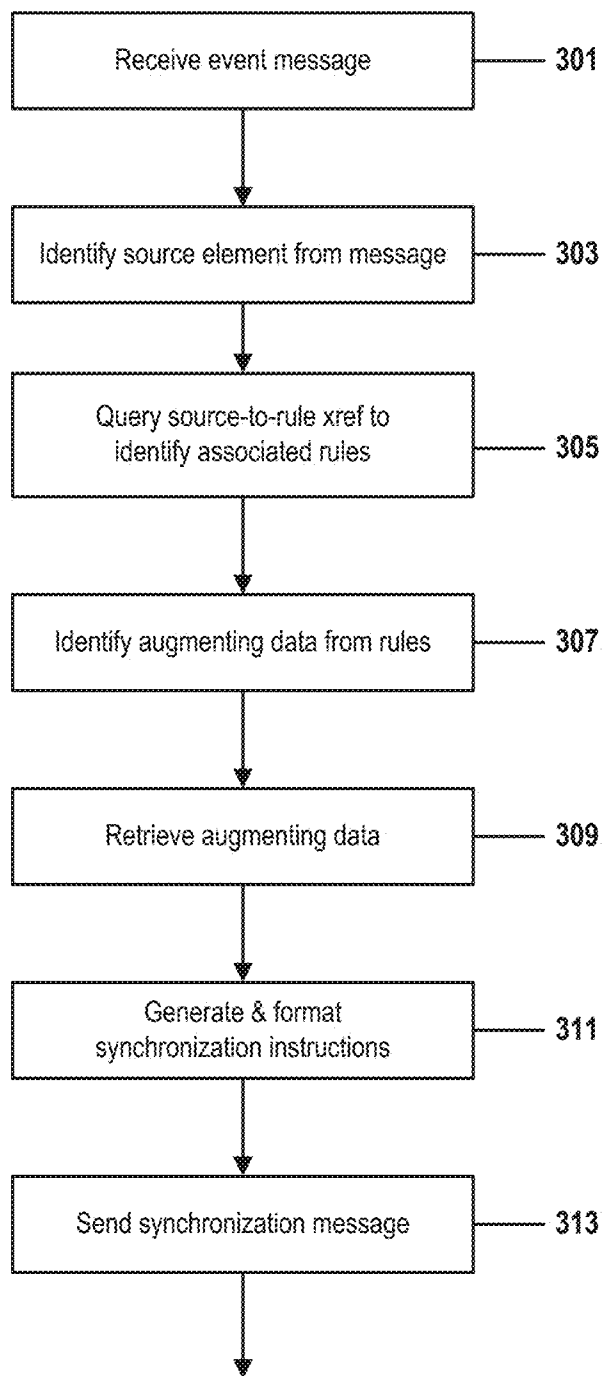 Receive event message 301
Identify source element from message 303
Query source-to-rule xref to
identify associated rules 305
Identify augmenting data from rules 307
Retrieve augmenting data 309
Generate & format
synchronization instructions 311
Send synchronization message 313